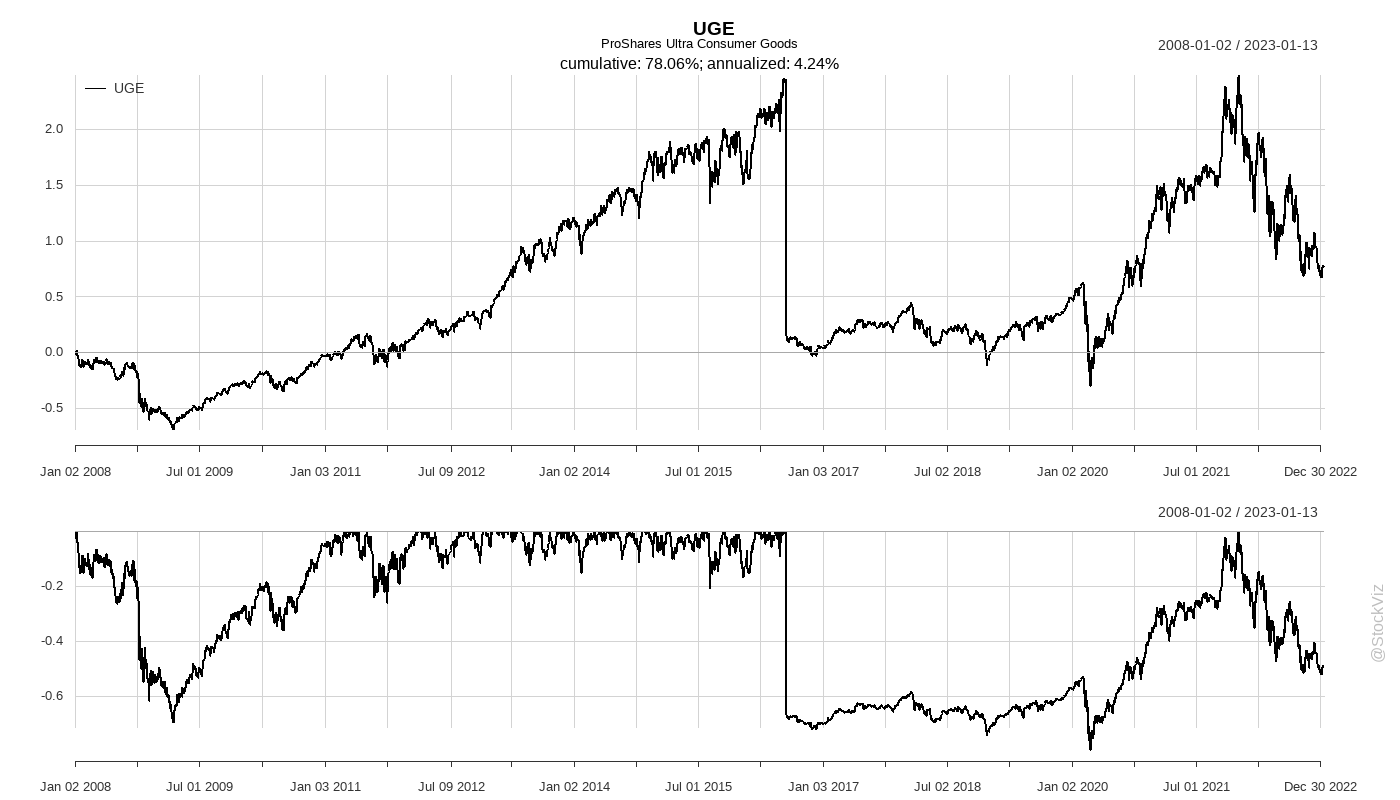 UGE
ProShares Ultra Consumer Goods
cumulative: 78.06%; annualized: 4.24%
2008-01-02 / 2023-01-13
UGE
2.0
1.5
1.0
0.5
0.0
-0.5
Jan 02 2008 Jul 01 2009 Jan 03 2011 Jul 09 2012 Jan 02 2014 Jul 01 2015 Jan 03 2017 Jul 02 2018 Jan 02 2020 Jul 01 2021 Dec 30 2022
2008-01-02 / 2023-01-13
-0.2
-0.4
-0.6
Jan 02 2008 Jul 01 2009 Jan 03 2011 Jul 09 2012 Jan 02 2014 Jul 01 2015 Jan 03 2017 Jul 02 2018 Jan 02 2020 Jul 01 2021 Dec 30 2022
@StockViz